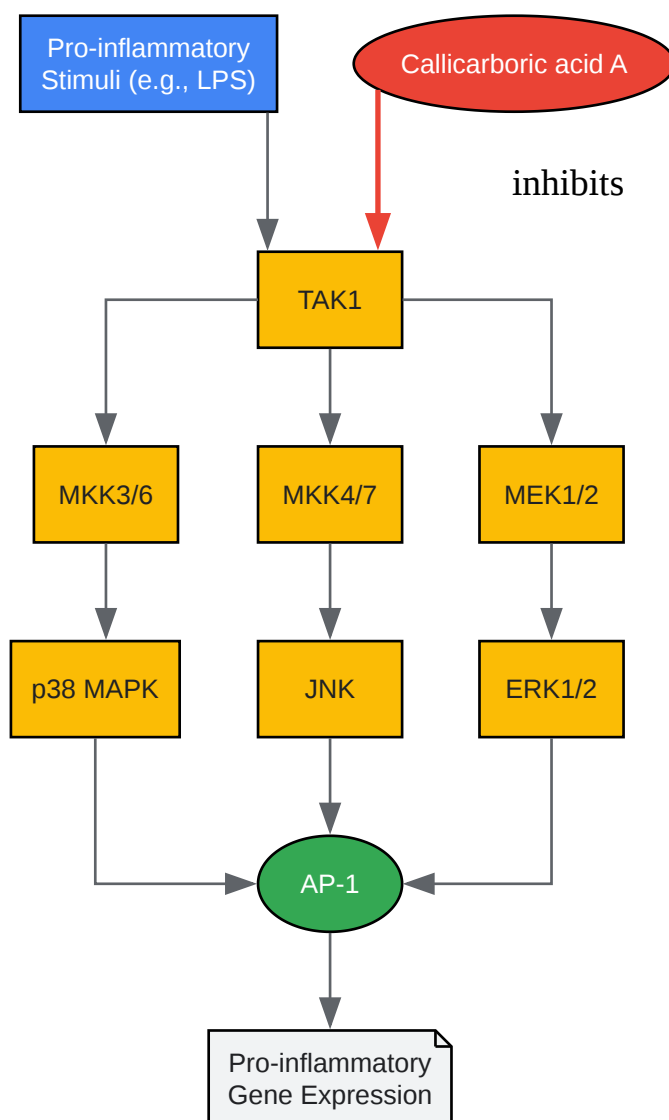 Pro-inflammatory
Stimuli (e.g., LPS)
Callicarboric acid A
inhibits
TAK1
MKK3/6
MKK4/7
MEK1/2
p38 MAPK
JNK
ERK1/2
AP-1
Pro-inflammatory
Gene Expression